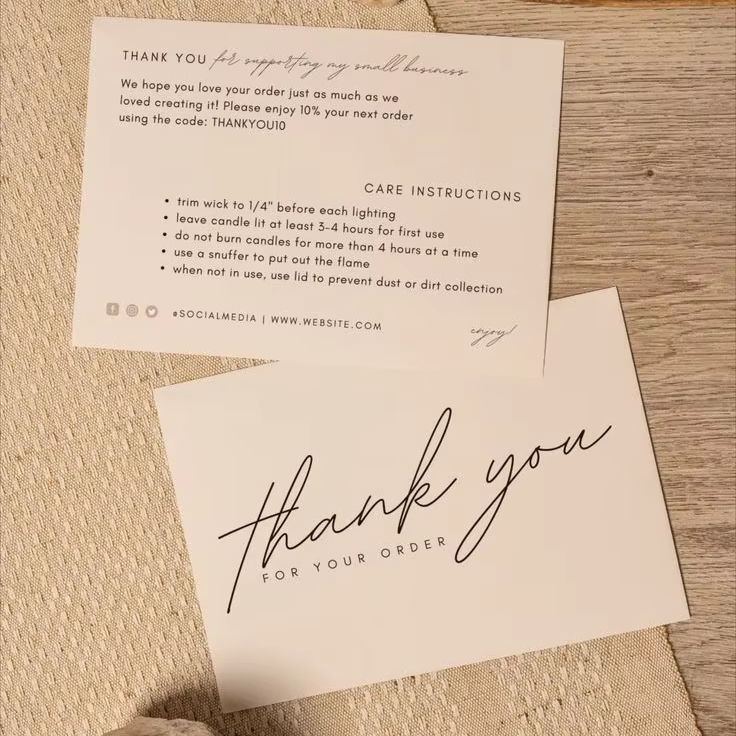 THANK YOU for supporting my small business
We hope you love your order just as much as we
loved creating it! Please enjoy 10% your next order
using the code: THANKYOU10
CARE INSTRUCTIONS
• trim wick to 1/4" before each lighting
• leave candle lit at least 3-4 hours for first use
• do not burn candles for more than 4 hours at a time
• use a snuffer to put out the flame
• when not in use, use lid to prevent dust or dirt collection
@SOCIALMEDIA | WWW.WEBSITE.COM
enjoy!
thank you
FOR YOUR ORDER